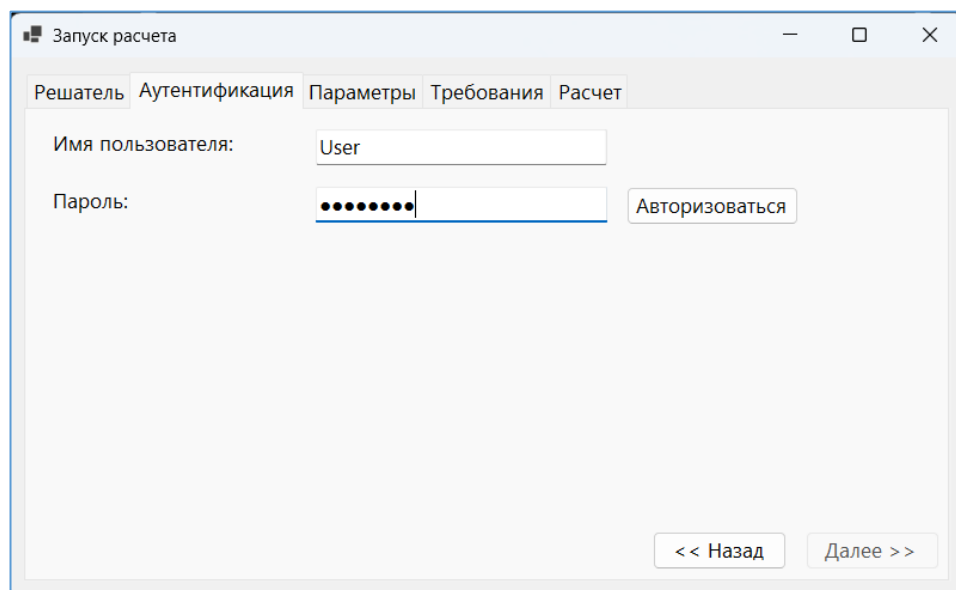 Запуск расчета
Решатель Аутентификация Параметры Требования Расчет
Имя пользователя: User
Пароль: ●●●●●●●● Авторизоваться
<< Назад Далее >>